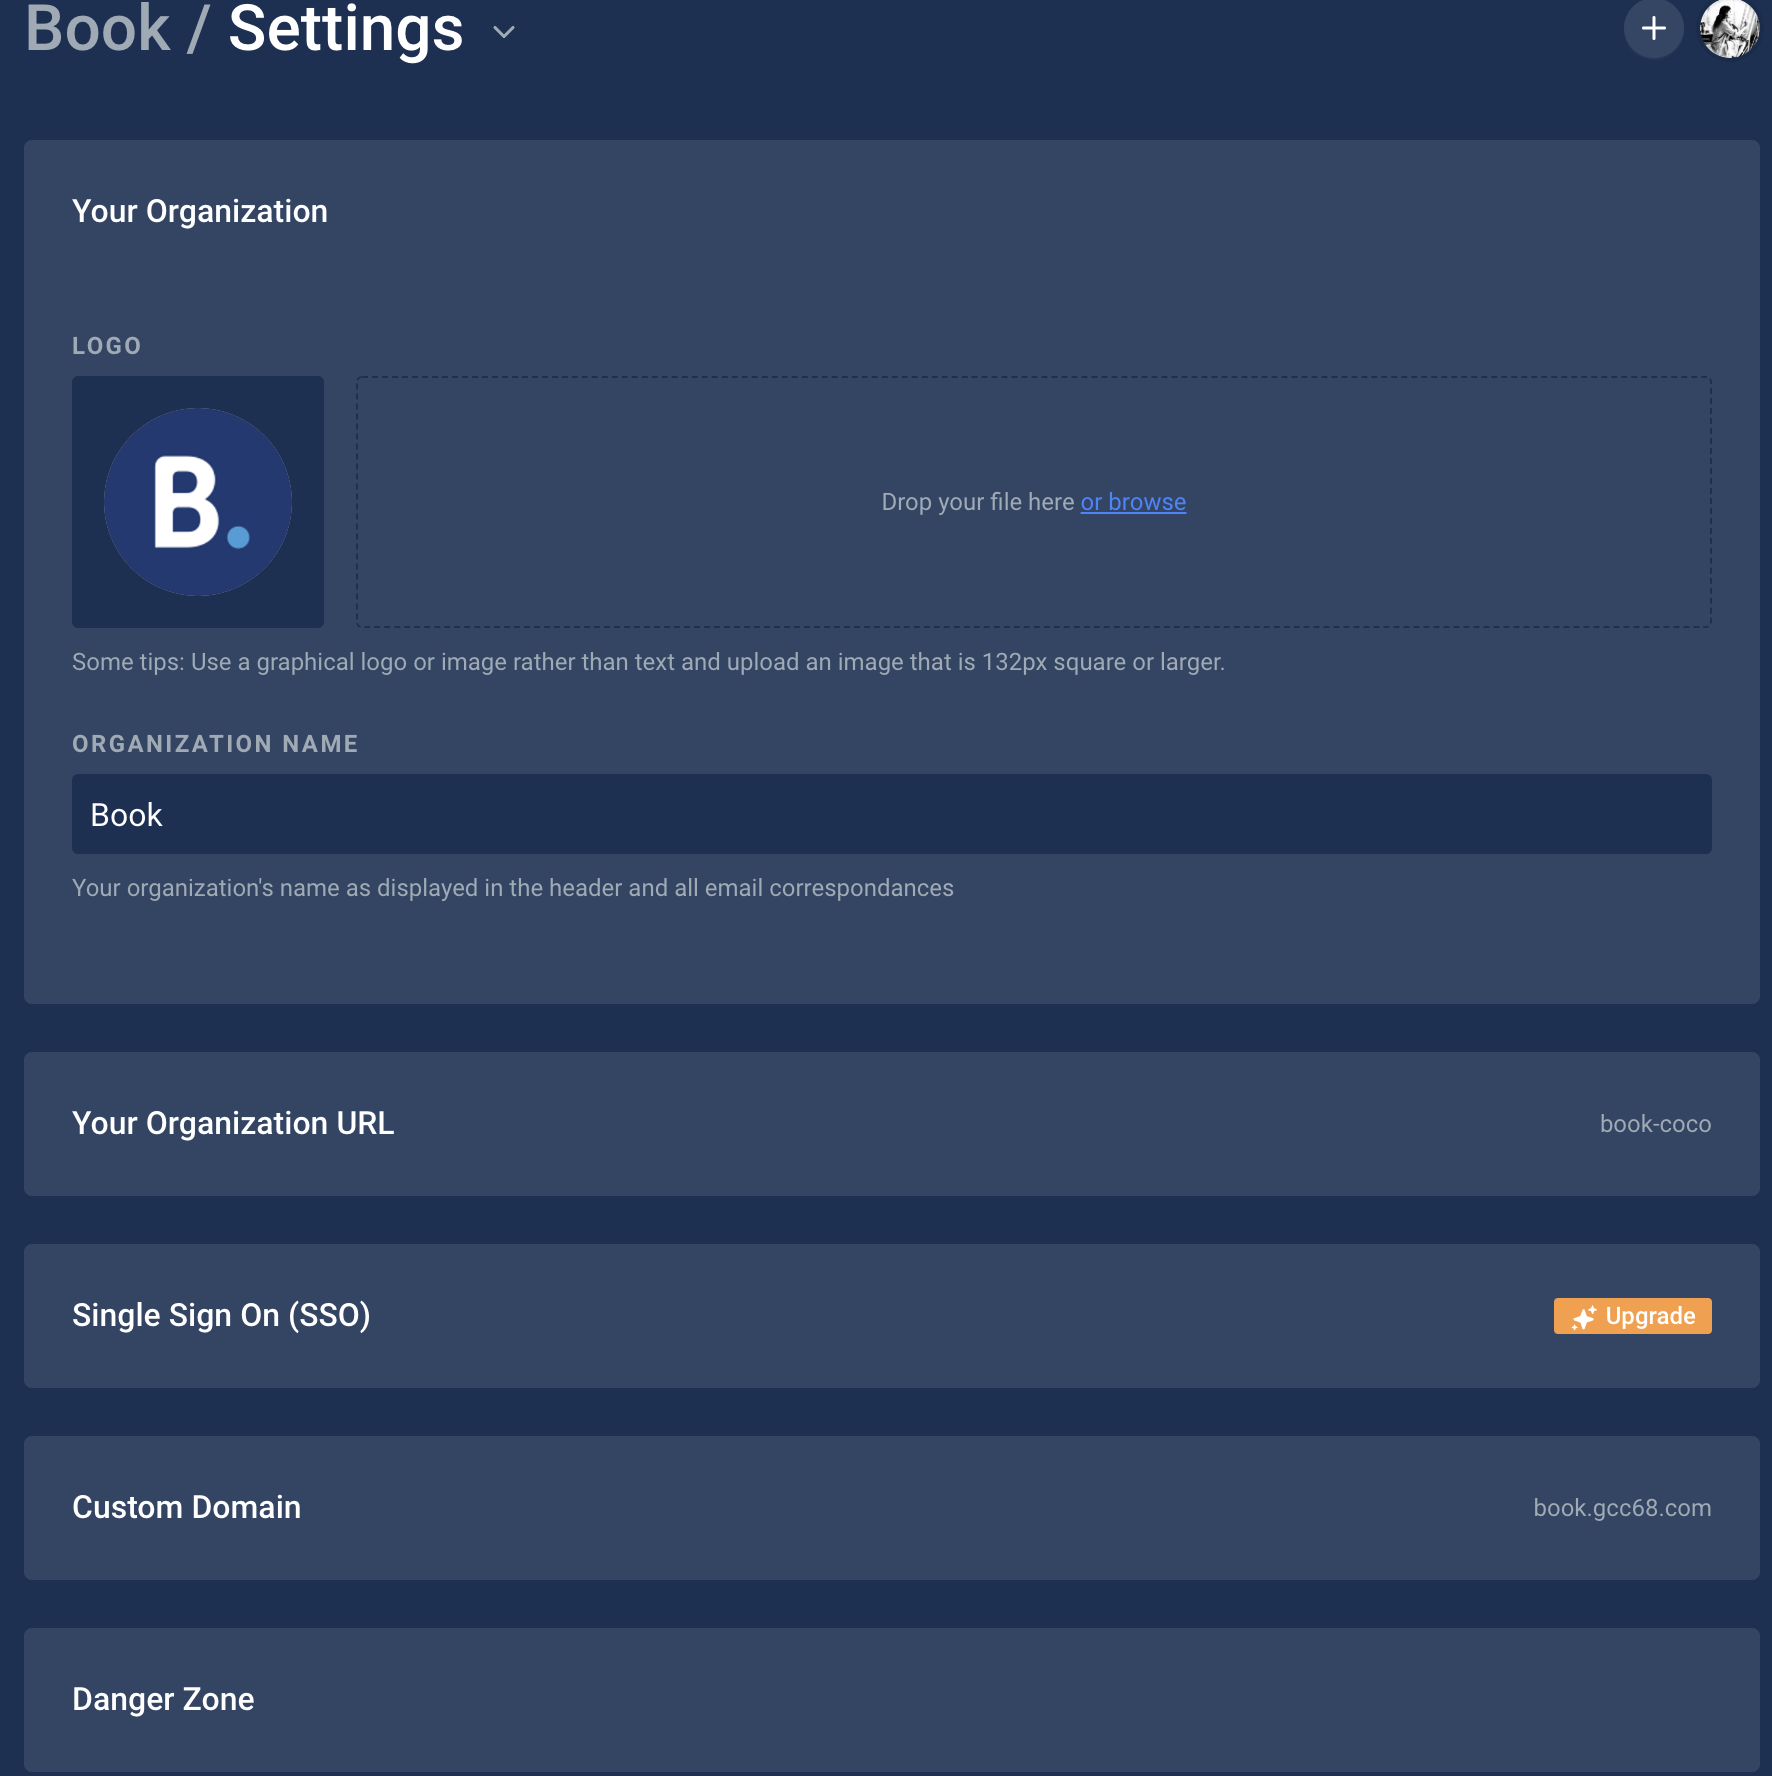 Book / Settings
Your Organization
LOGO
B.
Drop your file here or browse
Some tips: Use a graphical logo or image rather than text and upload an image that is 132px square or larger.
ORGANIZATION NAME
Book
Your organization's name as displayed in the header and all email correspondances
Your Organization URL
book-coco
Single Sign On (SSO)
Upgrade
Custom Domain
book.gcc68.com
Danger Zone